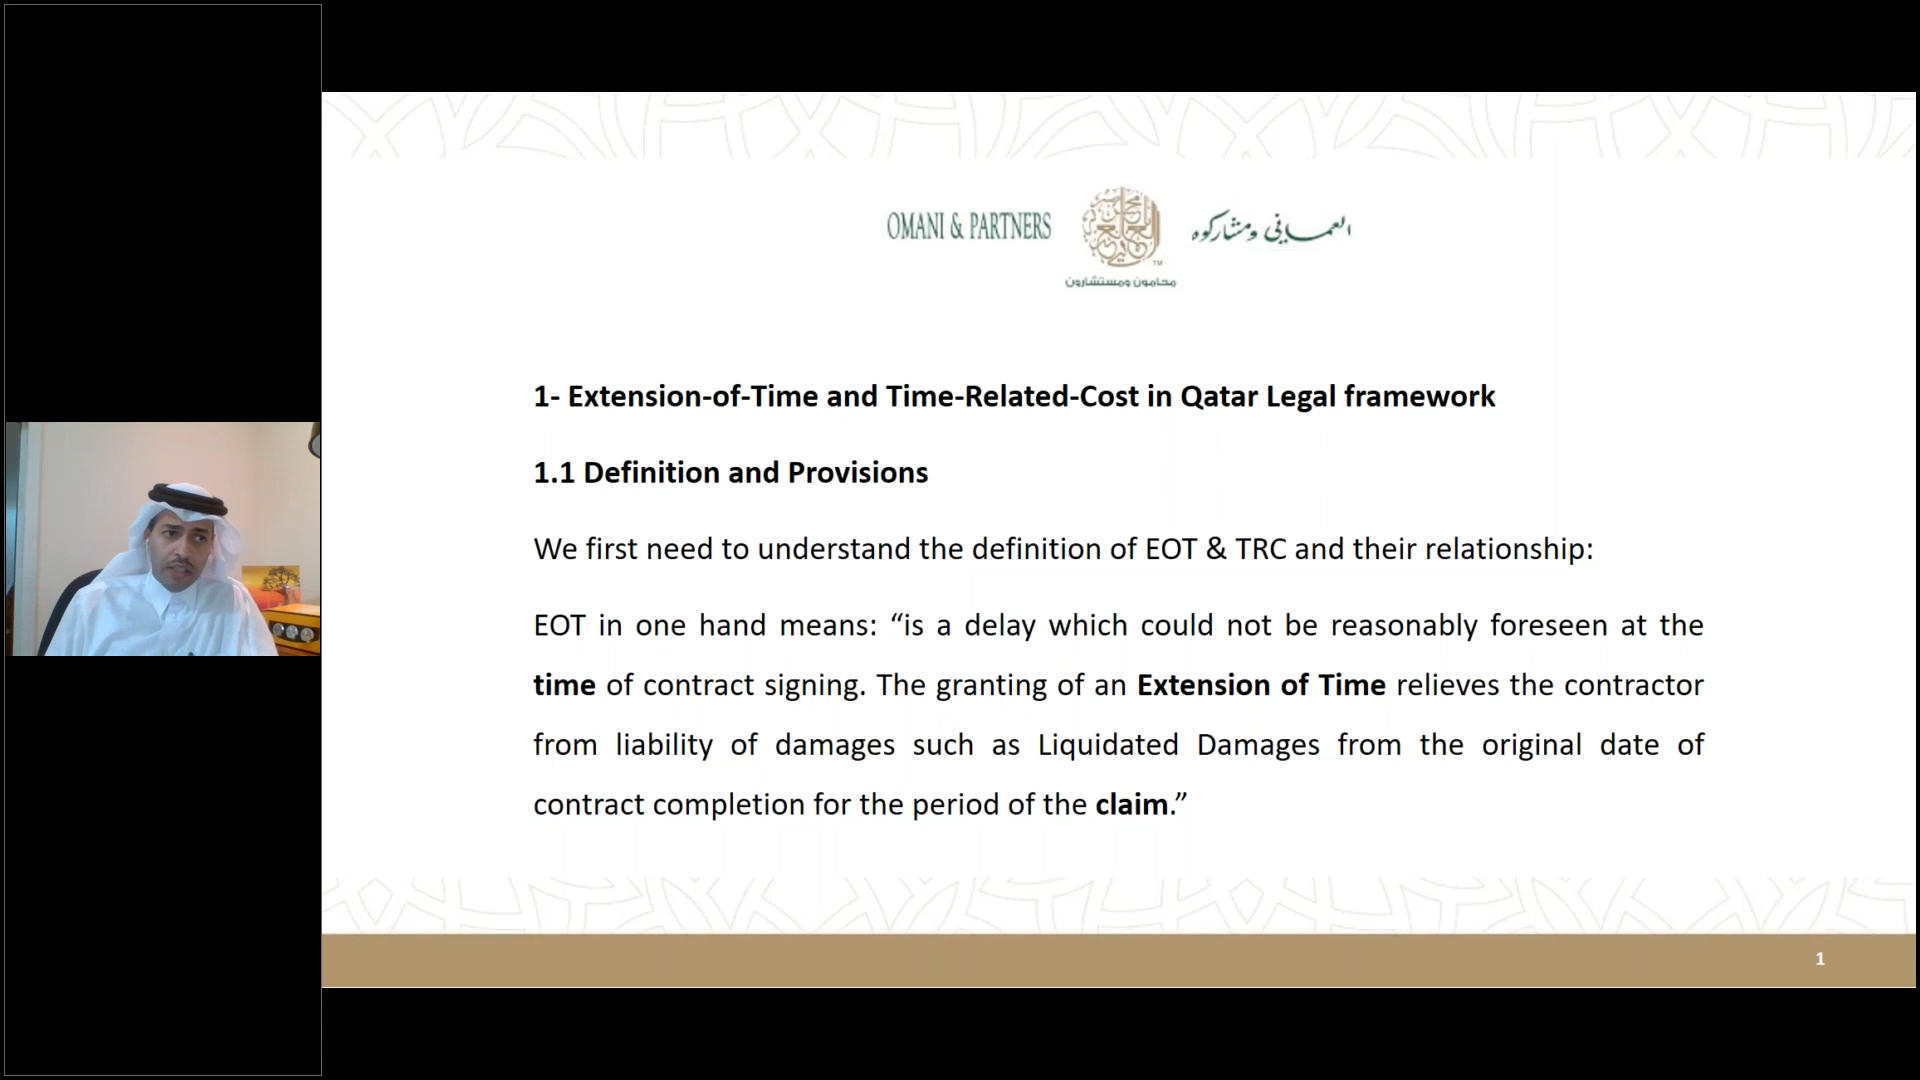 OMANI & PARTNERS
العماني ومشاركوه
TM
محامون ومستشارون
1- Extension-of-Time and Time-Related-Cost in Qatar Legal framework
1.1 Definition and Provisions
We first need to understand the definition of EOT & TRC and their relationship:
EOT in one hand means: “is a delay which could not be reasonably foreseen at the
time of contract signing. The granting of an Extension of Time relieves the contractor
from liability of damages such as Liquidated Damages from the original date of
contract completion for the period of the claim.”
1